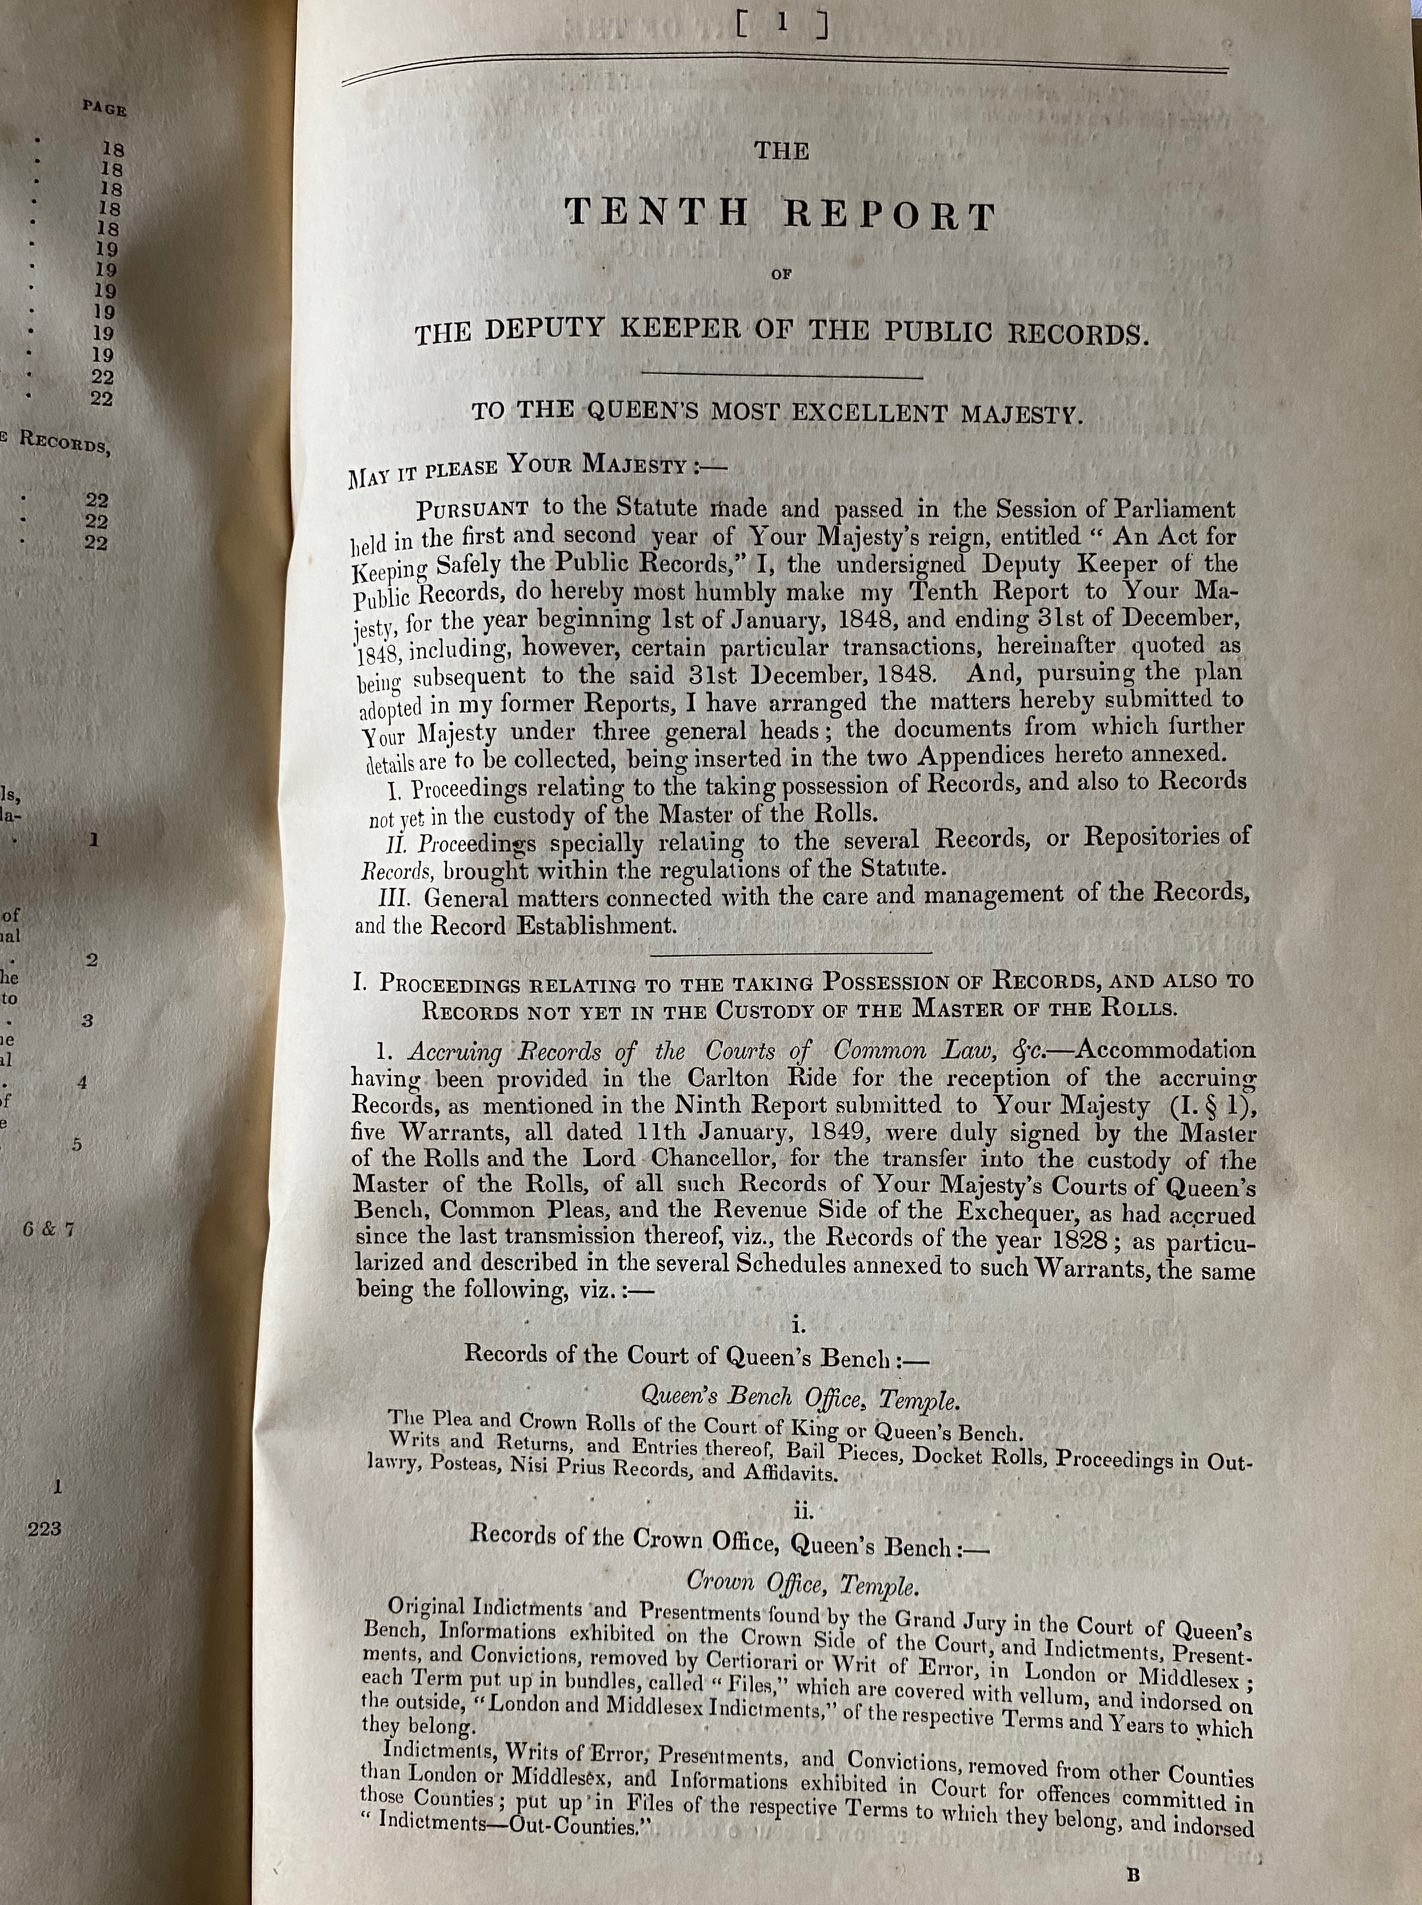 PAGE
18
18
18
18
18
19
19
19
19
19
19
22
22
RECORDS,
22
22
22
1
2
3
4
5
6 & 7
1
223
[ 1 ]
THE
TENTH REPORT
OF
THE DEPUTY KEEPER OF THE PUBLIC RECORDS.
TO THE QUEEN'S MOST EXCELLENT MAJESTY.
MAY IT PLEASE YOUR MAJESTY :—
PURSUANT to the Statute made and passed in the Session of Parliament
held in the first and second year of Your Majesty's reign, entitled “ An Act for
Keeping Safely the Public Records,” I, the undersigned Deputy Keeper of the
Public Records, do hereby most humbly make my Tenth Report to Your Ma-
jesty, for the year beginning 1st of January, 1848, and ending 31st of December,
1848, including, however, certain particular transactions, hereinafter quoted as
being subsequent to the said 31st December, 1848. And, pursuing the plan
adopted in my former Reports, I have arranged the matters hereby submitted to
Your Majesty under three general heads ; the documents from which further
details are to be collected, being inserted in the two Appendices hereto annexed.
I. Proceedings relating to the taking possession of Records, and also to Records
not yet in the custody of the Master of the Rolls.
II. Proceedings specially relating to the several Records, or Repositories of
Records, brought within the regulations of the Statute.
III. General matters connected with the care and management of the Records,
and the Record Establishment.
I. PROCEEDINGS RELATING TO THE TAKING POSSESSION OF RECORDS, AND ALSO TO
RECORDS NOT YET IN THE CUSTODY OF THE MASTER OF THE ROLLS.
1. Accruing Records of the Courts of Common Law, &c.—Accommodation
having been provided in the Carlton Ride for the reception of the accruing
Records, as mentioned in the Ninth Report submitted to Your Majesty (I. § 1),
five Warrants, all dated 11th January, 1849, were duly signed by the Master
of the Rolls and the Lord Chancellor, for the transfer into the custody of the
Master of the Rolls, of all such Records of Your Majesty's Courts of Queen's
Bench, Common Pleas, and the Revenue Side of the Exchequer, as had accrued
since the last transmission thereof, viz., the Records of the year 1828 ; as particu-
larized and described in the several Schedules annexed to such Warrants, the same
being the following, viz. :—
i.
Records of the Court of Queen's Bench :—
Queen's Bench Office, Temple.
The Plea and Crown Rolls of the Court of King or Queen's Bench.
Writs and Returns, and Entries thereof, Bail Pieces, Docket Rolls, Proceedings in Out-
lawry, Posteas, Nisi Prius Records, and Affidavits.
ii.
Records of the Crown Office, Queen's Bench :—
Crown Office, Temple.
Original Indictments and Presentments found by the Grand Jury in the Court of Queen's
Bench, Informations exhibited on the Crown Side of the Court, and Indictments, Present-
ments, and Convictions, removed by Certiorari or Writ of Error, in London or Middlesex ;
each Term put up in bundles, called “ Files,” which are covered with vellum, and indorsed on
the outside, “ London and Middlesex Indictments,” of the respective Terms and Years to which
they belong.
Indictments, Writs of Error, Presentments, and Convictions, removed from other Counties
than London or Middlesex, and Informations exhibited in Court for offences committed in
those Counties ; put up in Files of the respective Terms to which they belong, and indorsed
“ Indictments—Out-Counties.”
B